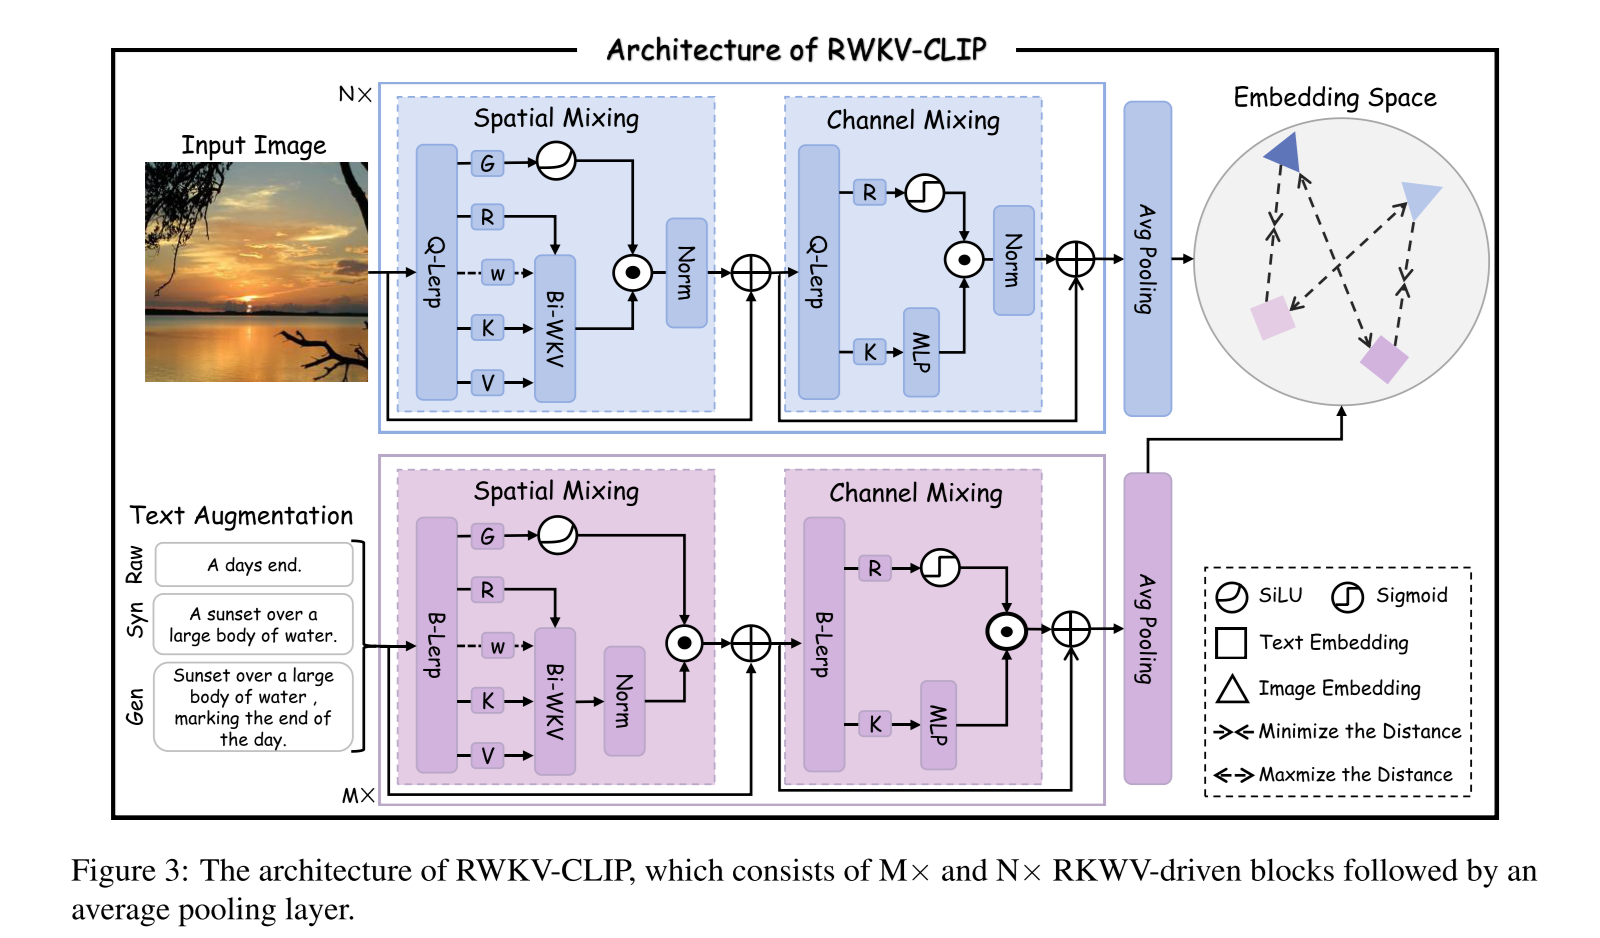 Architecture of RWKV-CLIP
N×
Input Image
Spatial Mixing
Q-Lerp
G
R
w
K
V
Bi-WKV
Norm
Channel Mixing
Q-Lerp
R
K
MLP
Norm
Avg Pooling
Embedding Space
Text Augmentation
Raw
A days end.
Syn
A sunset over a
large body of water.
Gen
Sunset over a large
body of water ,
marking the end of
the day.
M×
Spatial Mixing
B-Lerp
G
R
w
K
V
Bi-WKV
Norm
Channel Mixing
B-Lerp
R
K
MLP
Avg Pooling
SiLU
Sigmoid
Text Embedding
Image Embedding
Minimize the Distance
Maxmize the Distance
Figure 3: The architecture of RWKV-CLIP, which consists of M× and N× RKWV-driven blocks followed by an
average pooling layer.